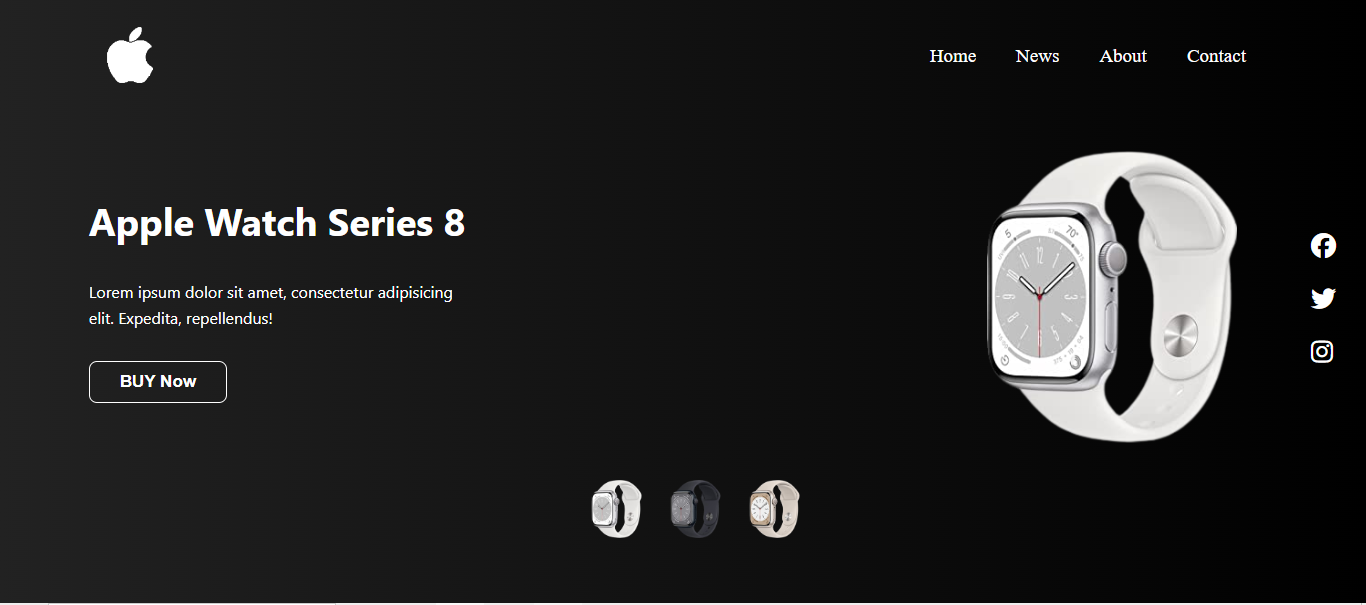 Home News About Contact
Apple Watch Series 8
Lorem ipsum dolor sit amet, consectetur adipisicing
elit. Expedita, repellendus!
BUY Now